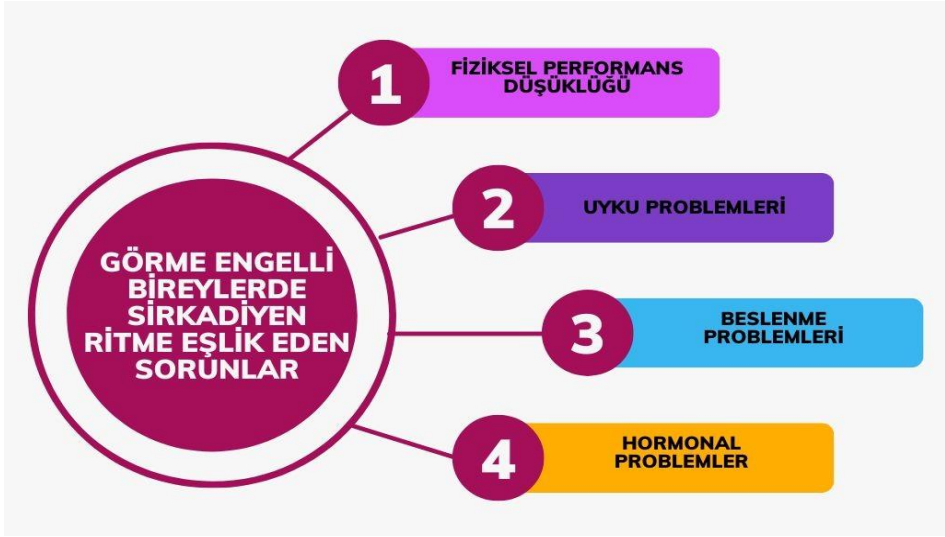 GÖRME ENGELLİ
BİREYLERDE
SİRKADİYEN
RİTME EŞLİK EDEN
SORUNLAR
1
FİZİKSEL PERFORMANS
DÜŞÜKLÜĞÜ
2
UYKU PROBLEMLERİ
3
BESLENME
PROBLEMLERİ
4
HORMONAL
PROBLEMLER